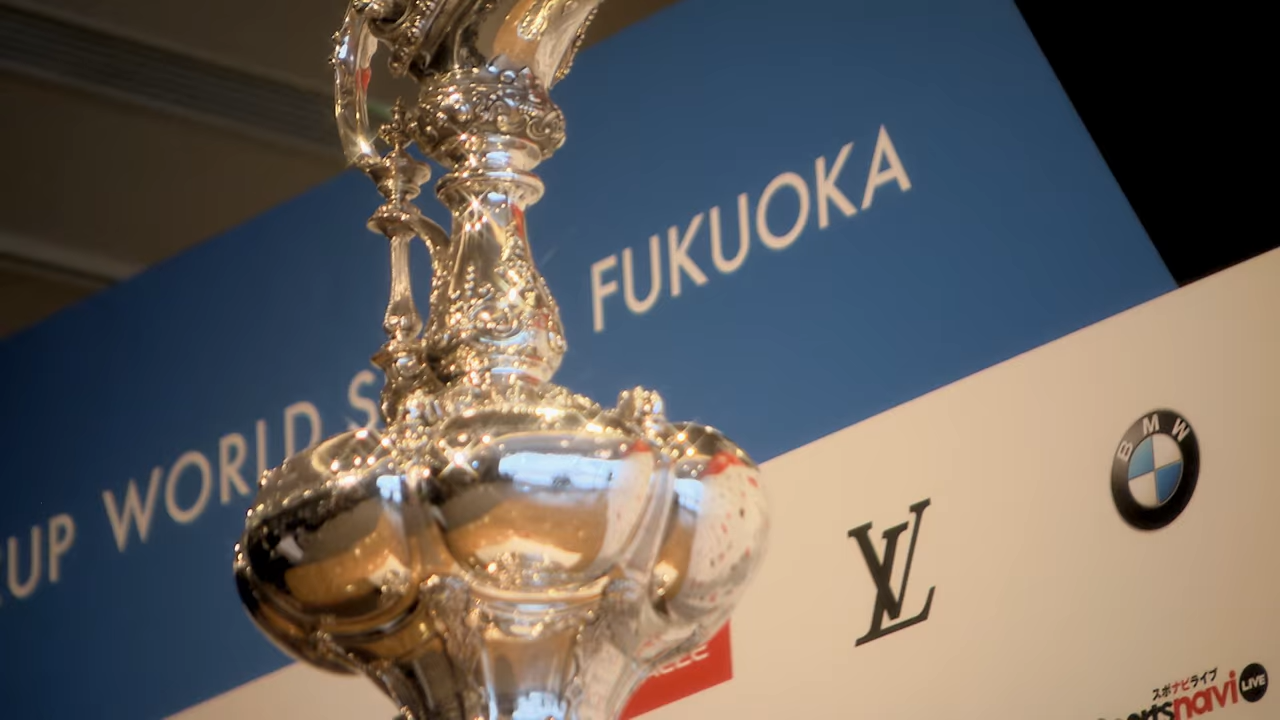 CUP WORLD S
FUKUOKA
BMW
LV
スポナビライブ
navi LIVE